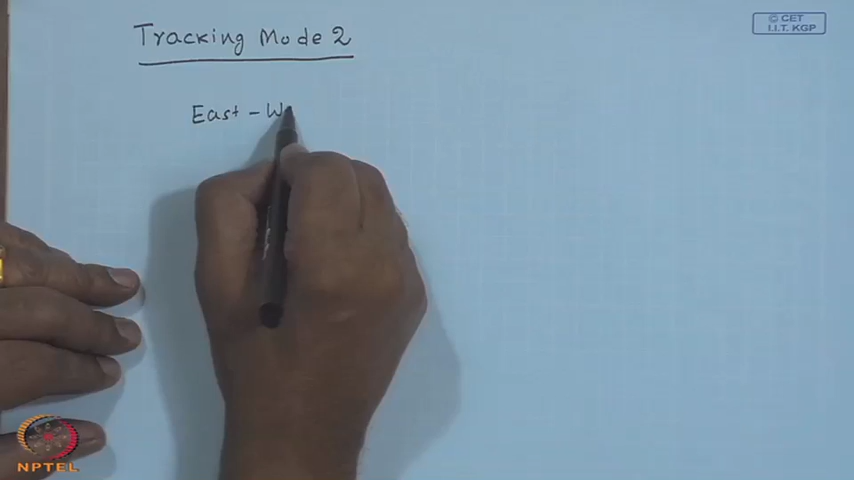 Tracking Mode 2
© CET
I.I.T. KGP
East - W
NPTEL